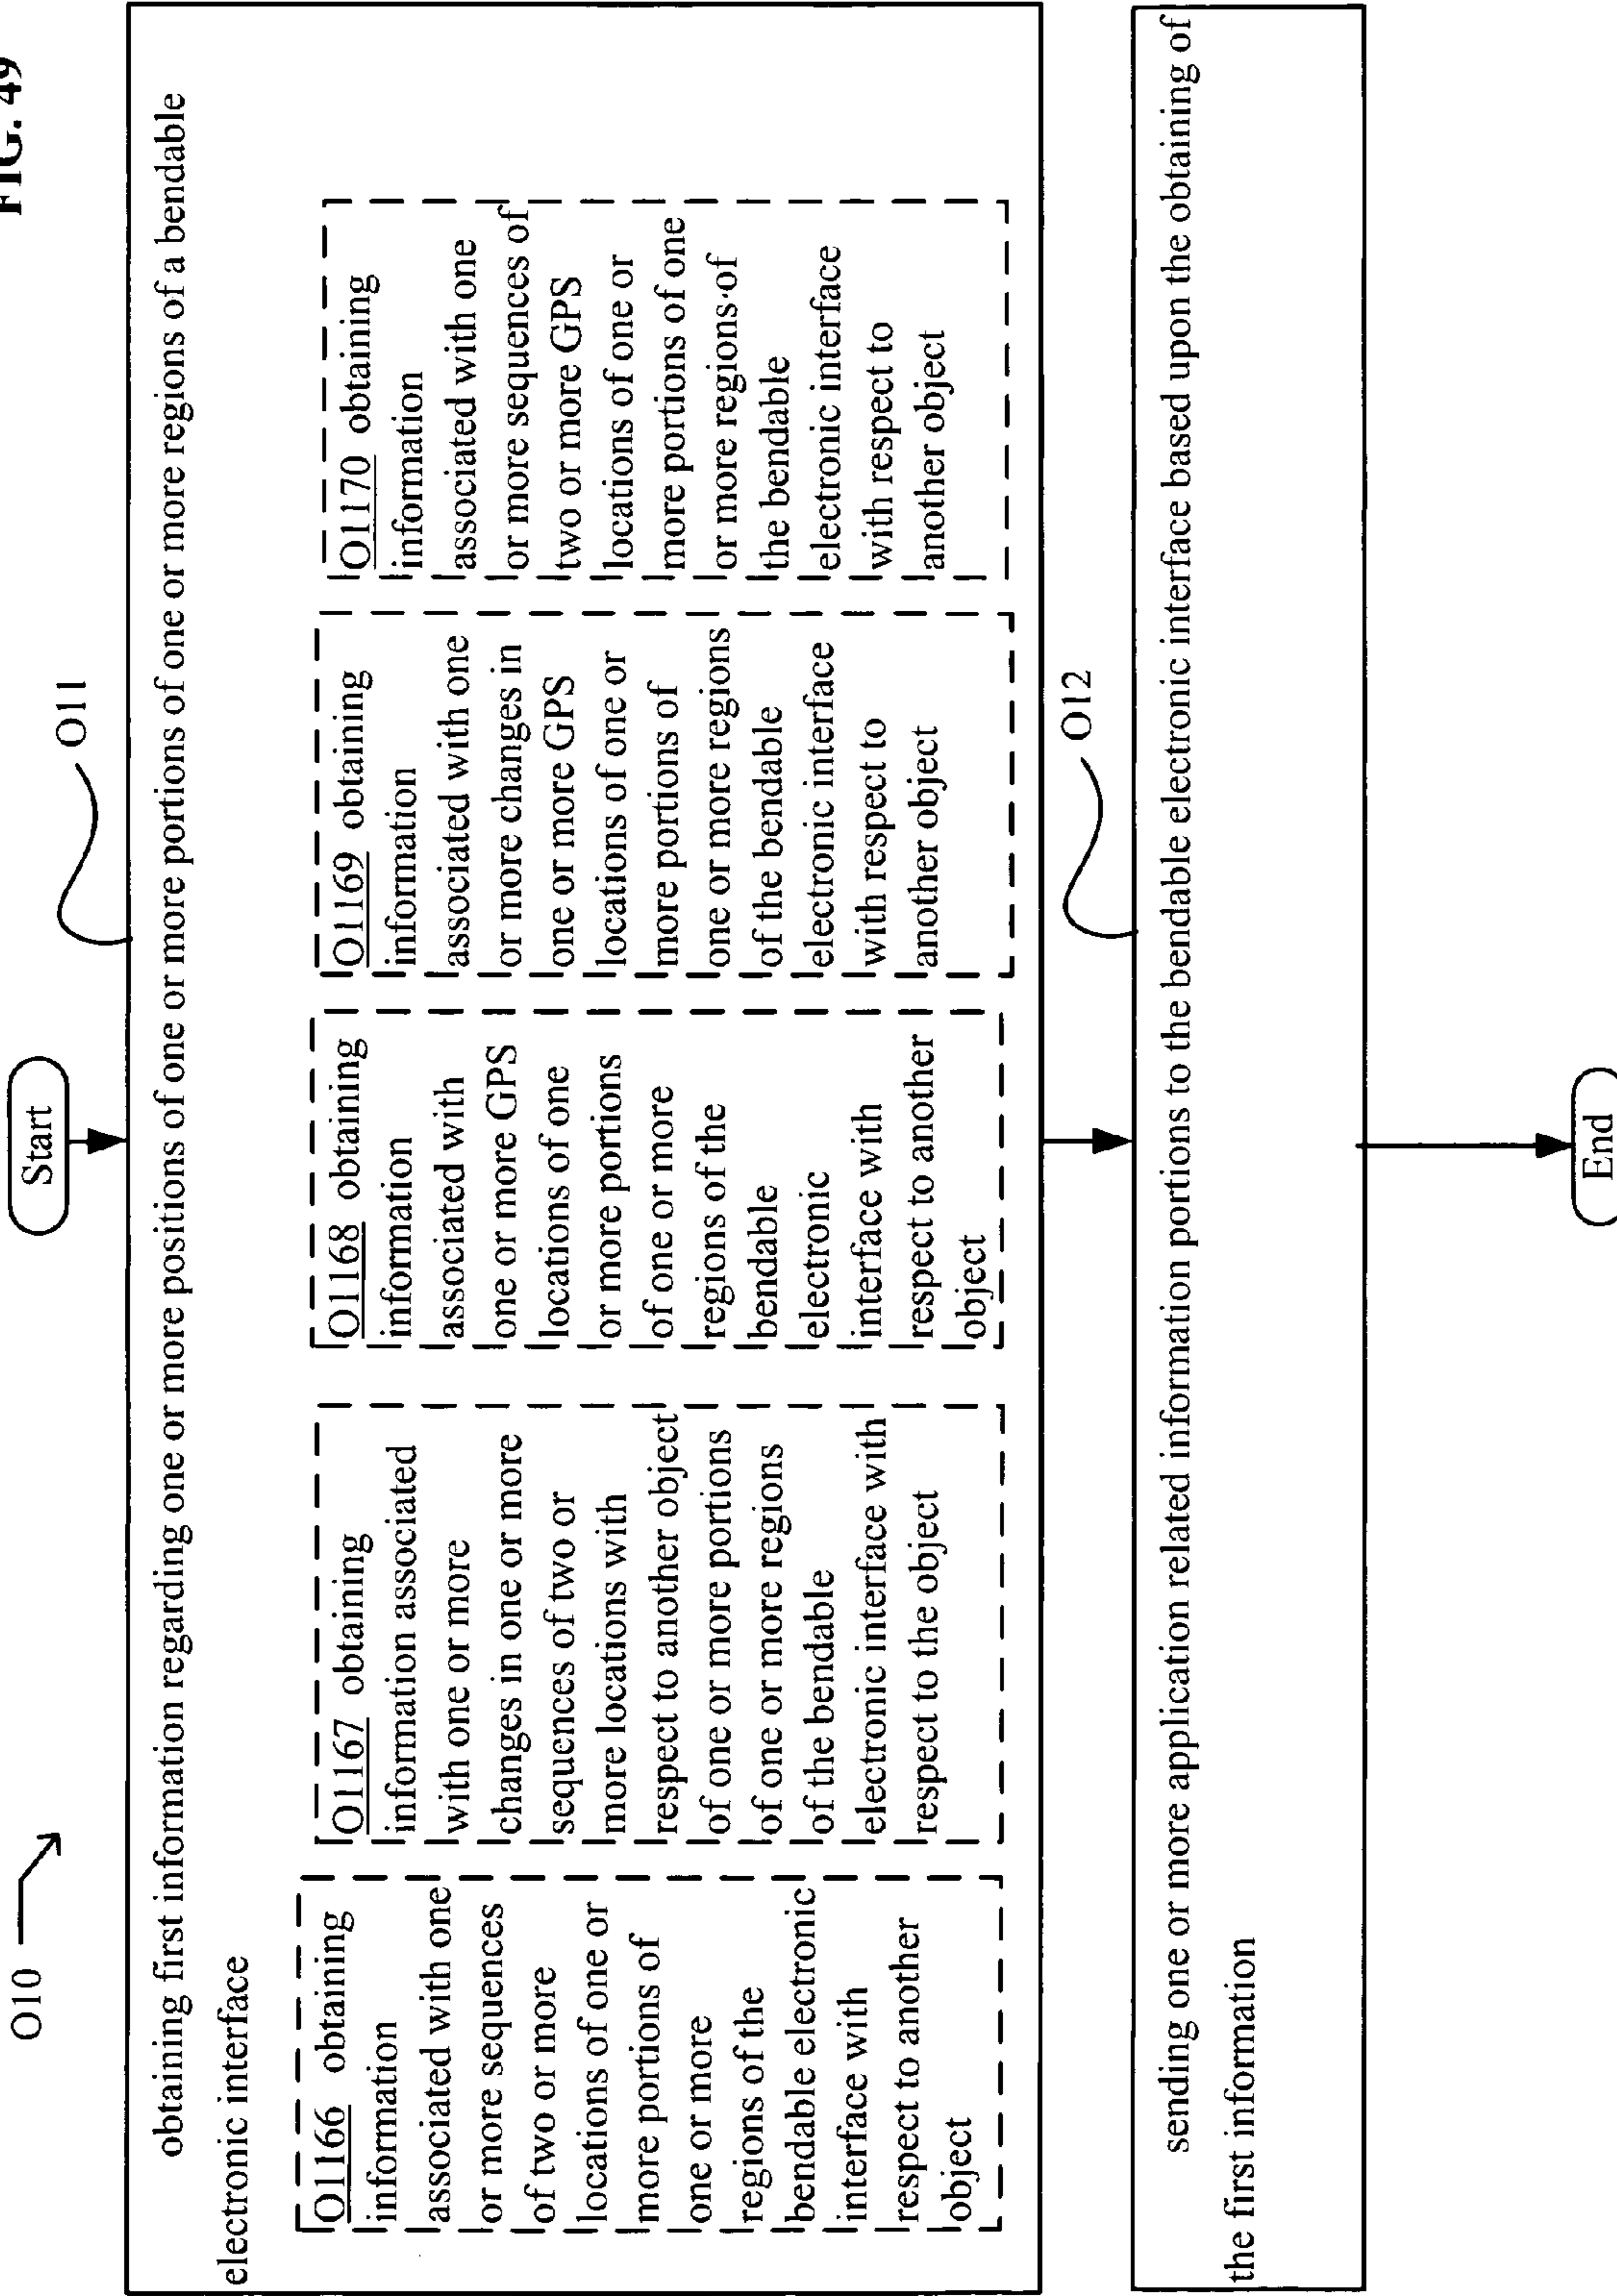 FIG. 49
O10
Start
O11
obtaining first information regarding one or more positions of one or more portions of one or more regions of a bendable
electronic interface
O1166 obtaining
information
associated with one
or more sequences
of two or more
locations of one or
more portions of
one or more
regions of the
bendable electronic
interface with
respect to another
object
O1167 obtaining
information associated
with one or more
changes in one or more
sequences of two or
more locations with
respect to another object
of one or more portions
of one or more regions
of the bendable
electronic interface with
respect to the object
O1168 obtaining
information
associated with
one or more GPS
locations of one
or more portions
of one or more
regions of the
bendable
electronic
interface with
respect to another
object
O1169 obtaining
information
associated with one
or more changes in
one or more GPS
locations of one or
more portions of
one or more regions
of the bendable
electronic interface
with respect to
another object
O1170 obtaining
information
associated with one
or more sequences of
two or more GPS
locations of one or
more portions of one
or more regions of
the bendable
electronic interface
with respect to
another object
O12
sending one or more application related information portions to the bendable electronic interface based upon the obtaining of
the first information
End